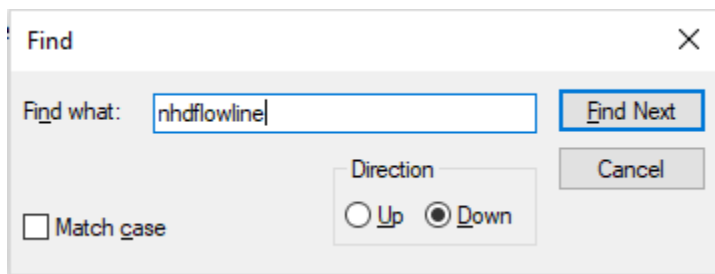 Find
Find what: nhdflowline Find Next
Direction Cancel
Up Down
Match case